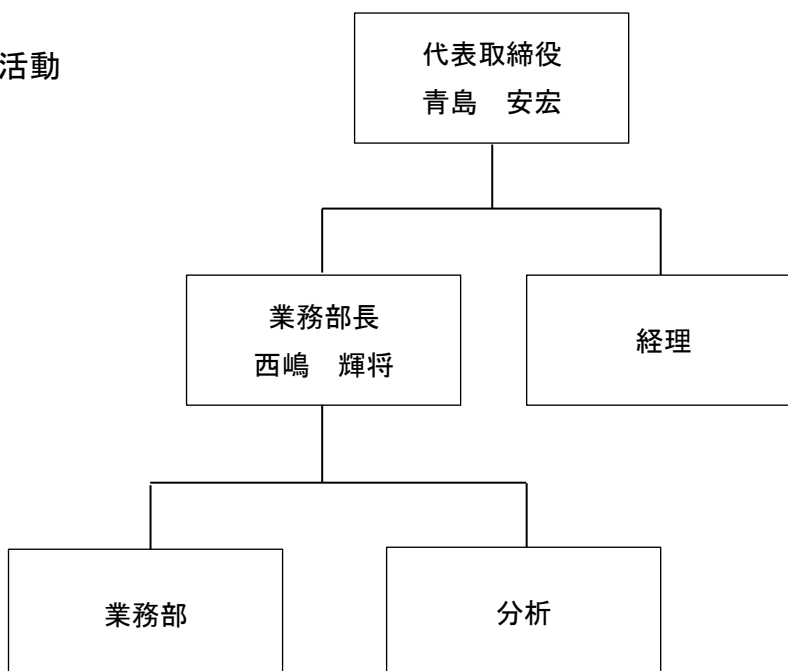 活動
代表取締役
青島　安宏
業務部長
西嶋　輝将
経理
業務部
分析